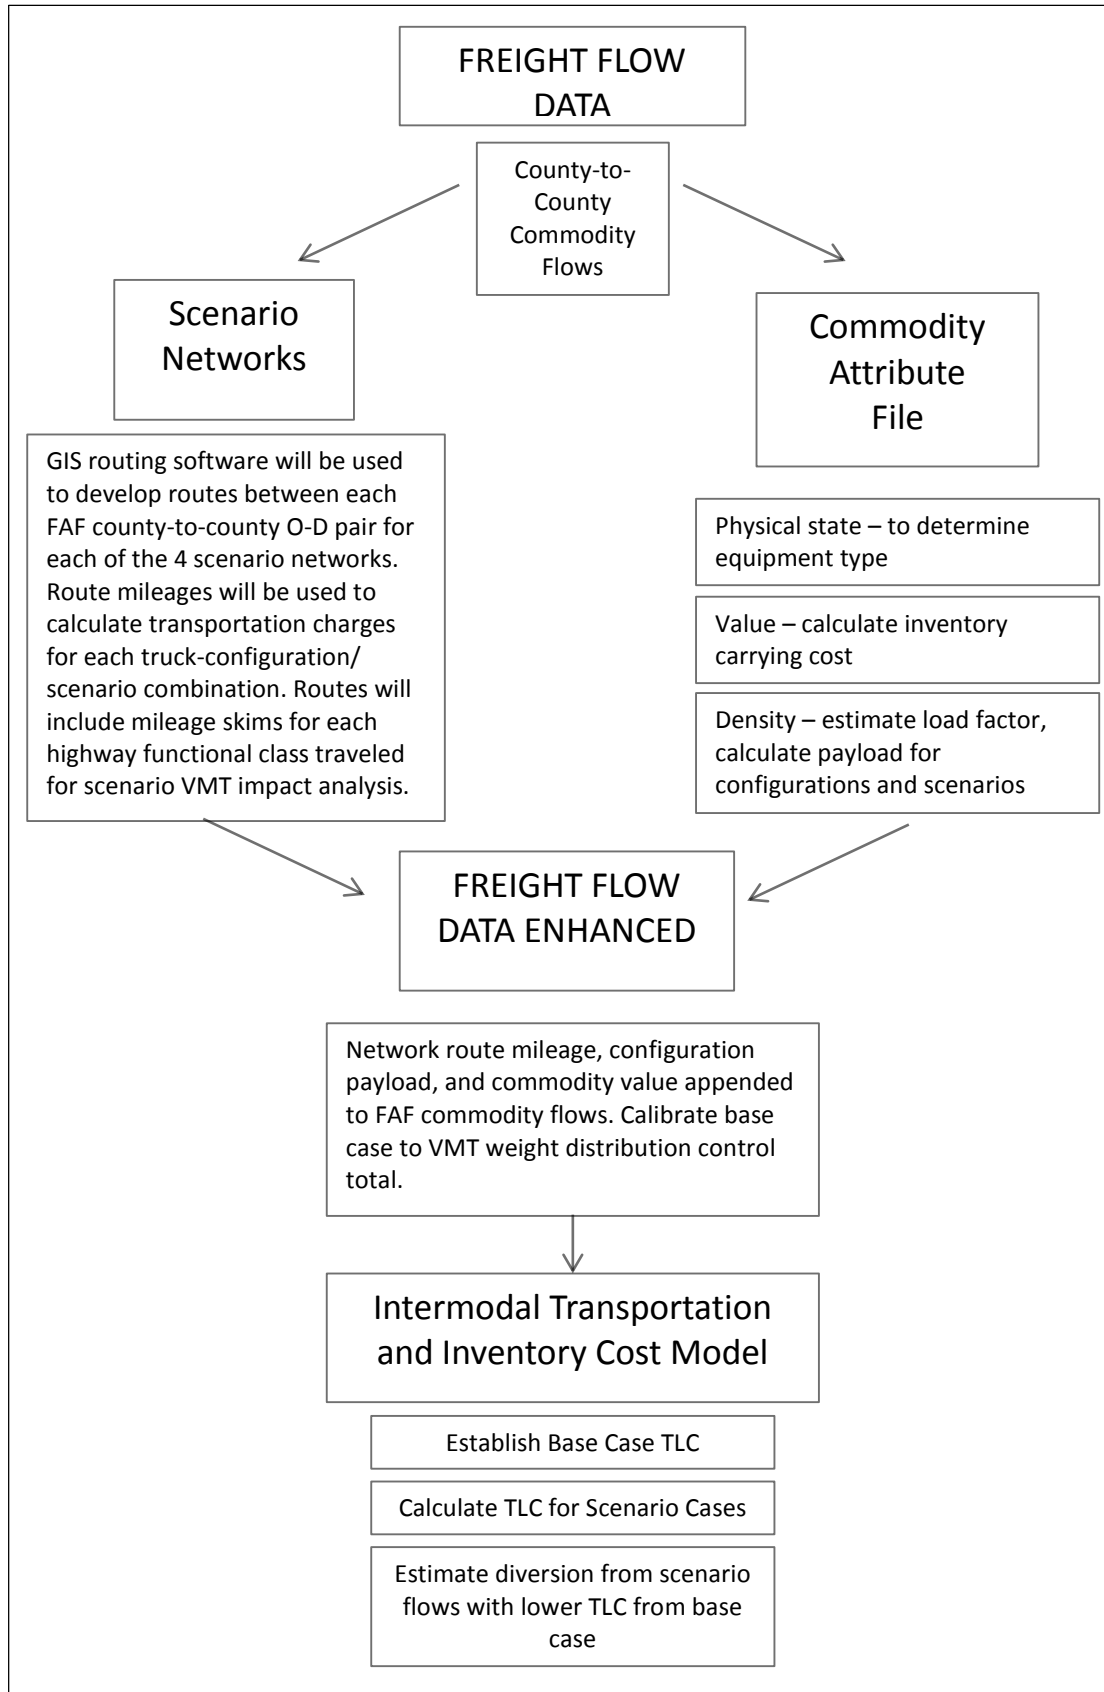 FREIGHT FLOW
DATA
County-to-
County
Commodity
Flows
Scenario
Networks
GIS routing software will be used
to develop routes between each
FAF county-to-county O-D pair for
each of the 4 scenario networks.
Route mileages will be used to
calculate transportation charges
for each truck-configuration/
scenario combination. Routes will
include mileage skims for each
highway functional class traveled
for scenario VMT impact analysis.
Commodity
Attribute
File
Physical state – to determine
equipment type
Value – calculate inventory
carrying cost
Density – estimate load factor,
calculate payload for
configurations and scenarios
FREIGHT FLOW
DATA ENHANCED
Network route mileage, configuration
payload, and commodity value appended
to FAF commodity flows. Calibrate base
case to VMT weight distribution control
total.
Intermodal Transportation
and Inventory Cost Model
Establish Base Case TLC
Calculate TLC for Scenario Cases
Estimate diversion from scenario
flows with lower TLC from base
case